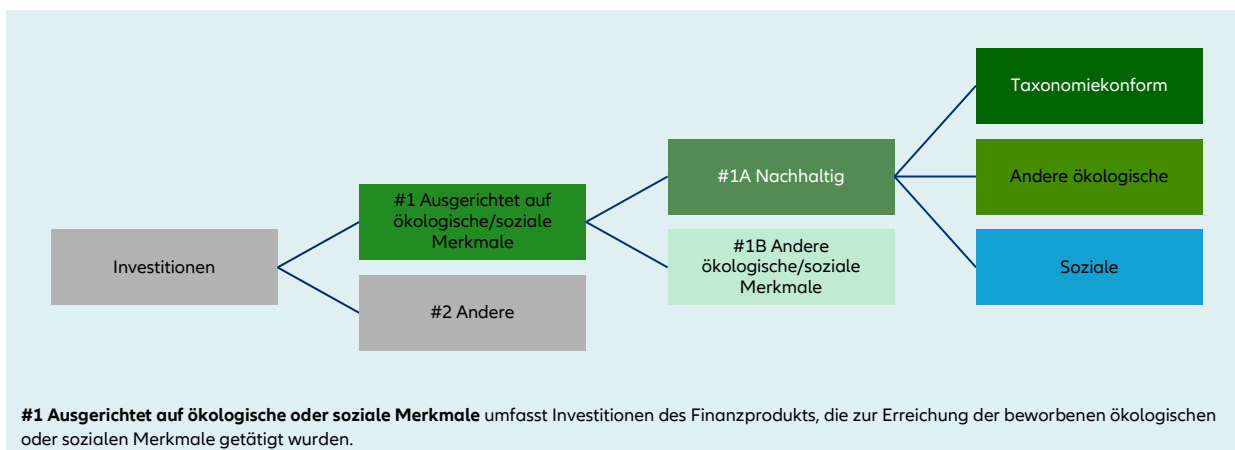 Investitionen
#1 Ausgerichtet auf
ökologische/soziale
Merkmale
#2 Andere
#1A Nachhaltig
#1B Andere
ökologische/soziale
Merkmale
Taxonomiekonform
Andere ökologische
Soziale
#1 Ausgerichtet auf ökologische oder soziale Merkmale umfasst Investitionen des Finanzprodukts, die zur Erreichung der beworbenen ökologischen
oder sozialen Merkmale getätigt wurden.